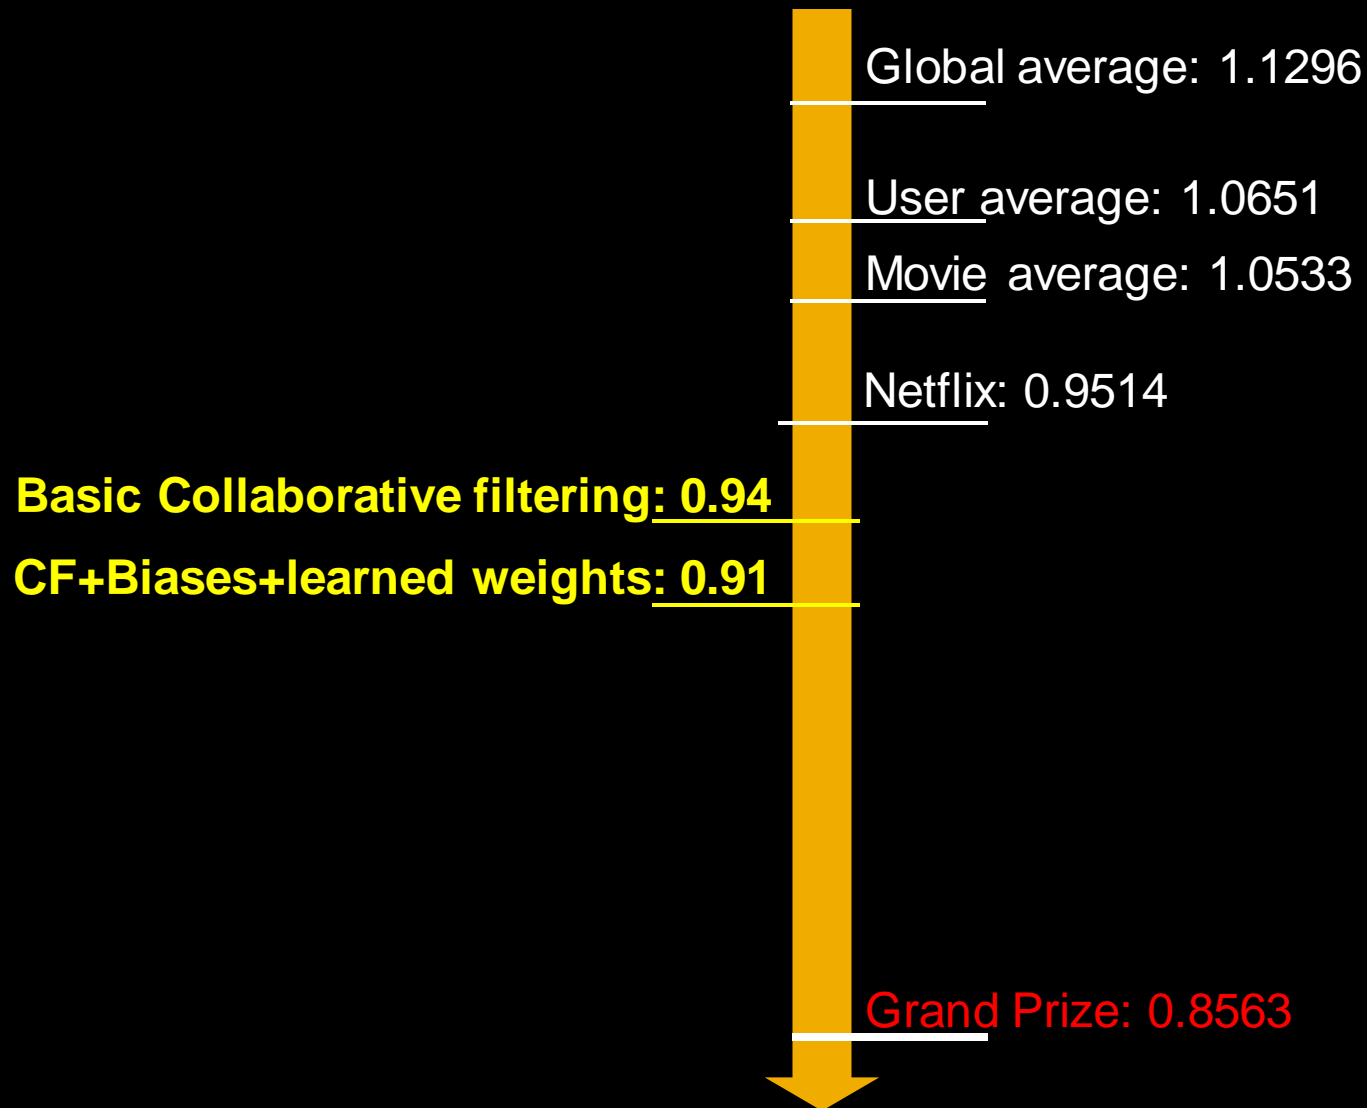 Global average: 1.1296
User average: 1.0651
Movie average: 1.0533
Netflix: 0.9514
Basic Collaborative filtering: 0.94
CF+Biases+learned weights: 0.91
Grand Prize: 0.8563